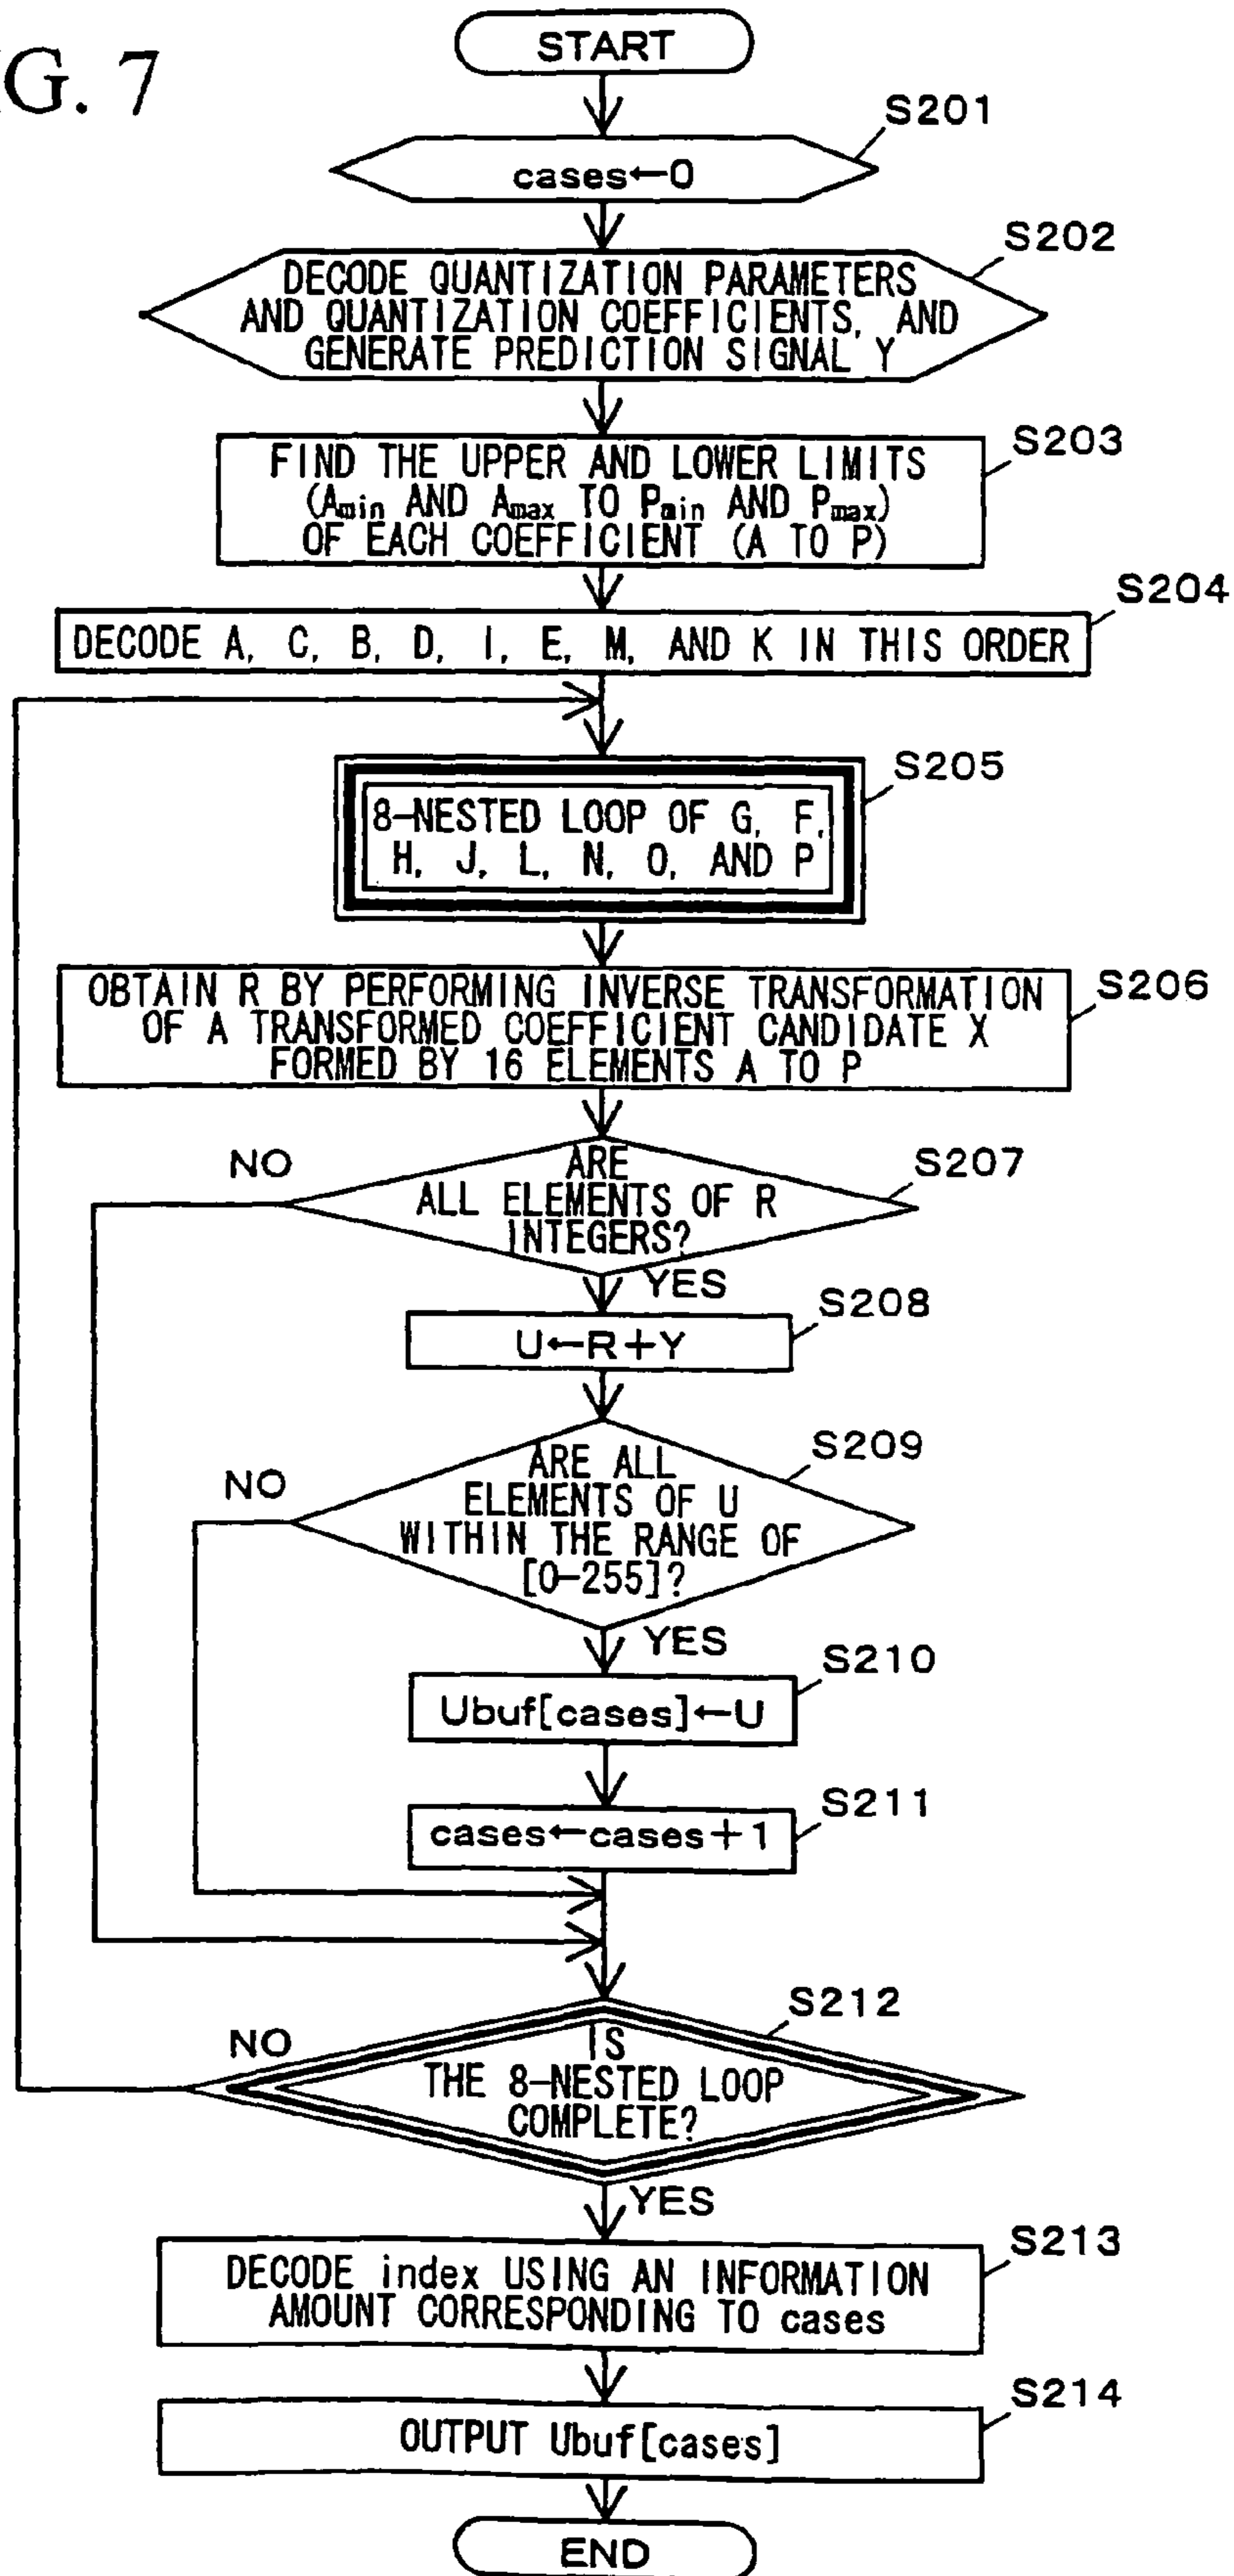 G. 7
START
S201
cases←0
S202
DECODE QUANTIZATION PARAMETERS
AND QUANTIZATION COEFFICIENTS, AND
GENERATE PREDICTION SIGNAL Y
S203
FIND THE UPPER AND LOWER LIMITS
(Amin AND Amax TO Pmin AND Pmax)
OF EACH COEFFICIENT (A TO P)
S204
DECODE A, C, B, D, I, E, M, AND K IN THIS ORDER
S205
8-NESTED LOOP OF G, F,
H, J, L, N, O, AND P
S206
OBTAIN R BY PERFORMING INVERSE TRANSFORMATION
OF A TRANSFORMED COEFFICIENT CANDIDATE X
FORMED BY 16 ELEMENTS A TO P
S207
NO
ARE
ALL ELEMENTS OF R
INTEGERS?
YES
S208
U←R+Y
S209
NO
ARE ALL
ELEMENTS OF U
WITHIN THE RANGE OF
[0-255]?
YES
S210
Ubuf[cases]←U
S211
cases←cases+1
S212
NO
IS
THE 8-NESTED LOOP
COMPLETE?
YES
S213
DECODE index USING AN INFORMATION
AMOUNT CORRESPONDING TO cases
S214
OUTPUT Ubuf[cases]
END